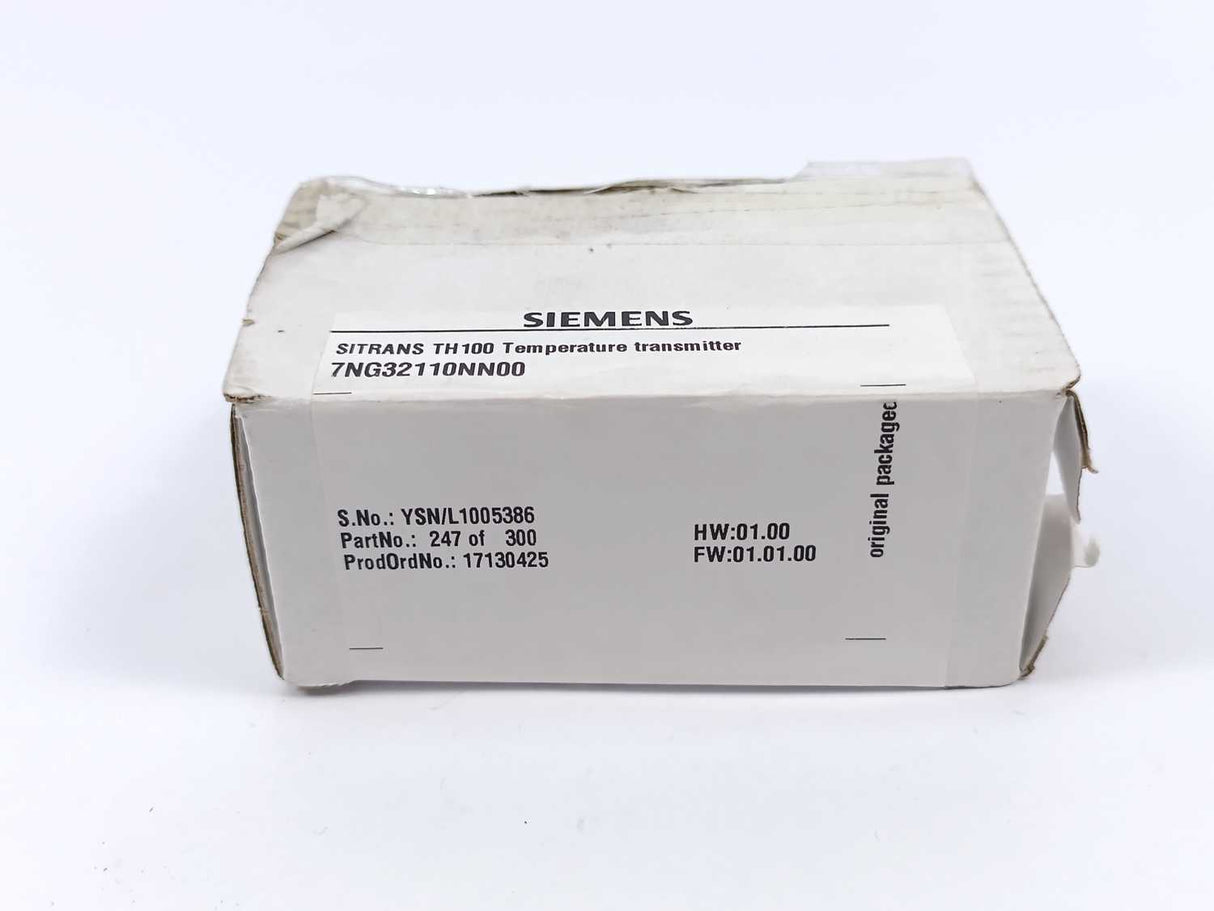 SIEMENS
SITRANS TH100 Temperature transmitter
7NG32110NN00
S.No.: YSN/L1005386
PartNo.: 247 of 300
ProdOrdNo.: 17130425
HW:01.00
FW:01.01.00
original packaged